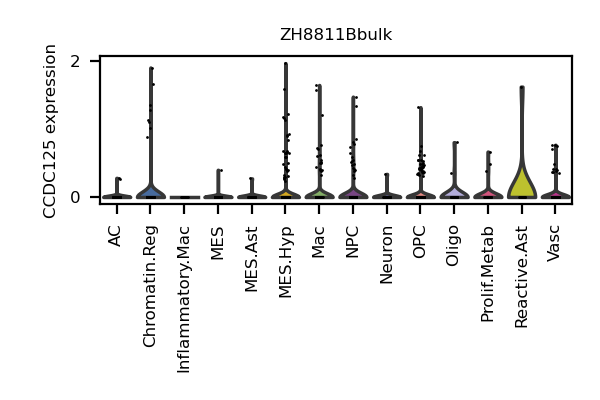 ZH8811Bbulk
CCDC125 expression
2
0
AC
Chromatin.Reg
Inflammatory.Mac
MES
MES.Ast
MES.Hyp
Mac
NPC
Neuron
OPC
Oligo
Prolif.Metab
Reactive.Ast
Vasc